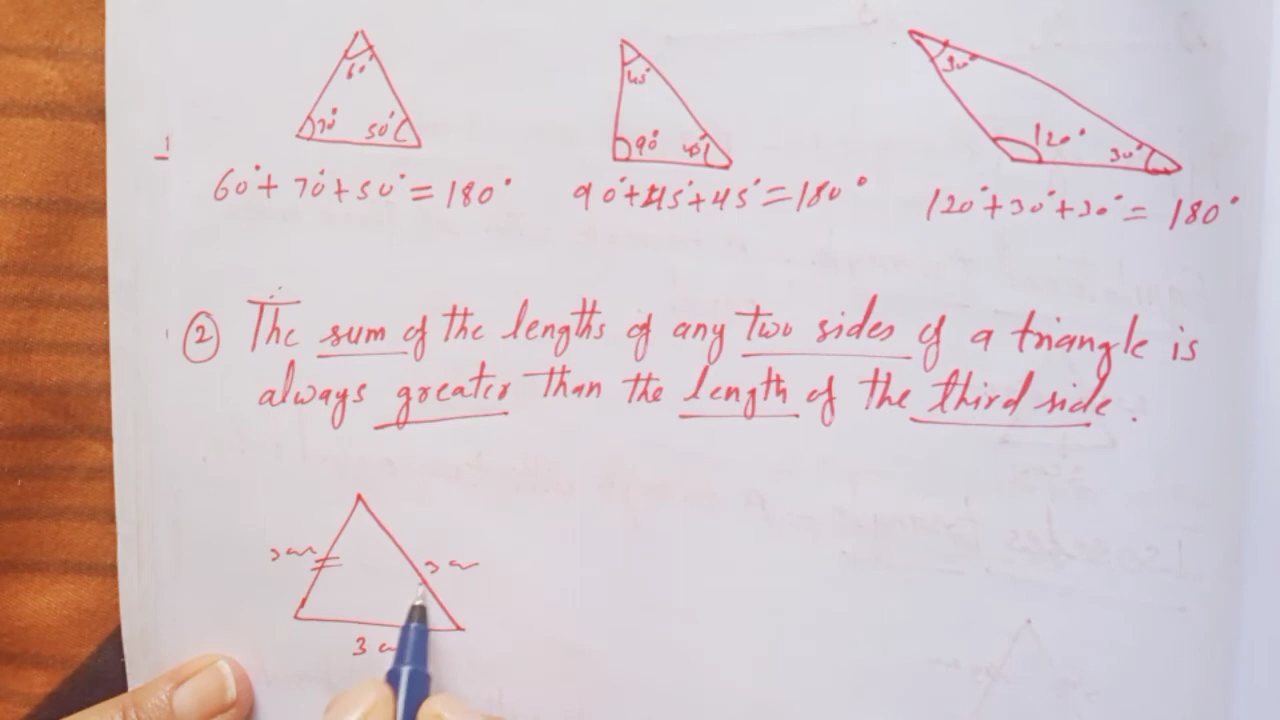 60°
70° 50°
45°
90° 45°
30°
120° 30°
60°+70°+50°=180°
90°+45°+45°=180°
120°+30°+30°=180°
② The sum of the lengths of any two sides of a triangle is
always greater than the length of the third side.
3 cm
3 cm
3 c